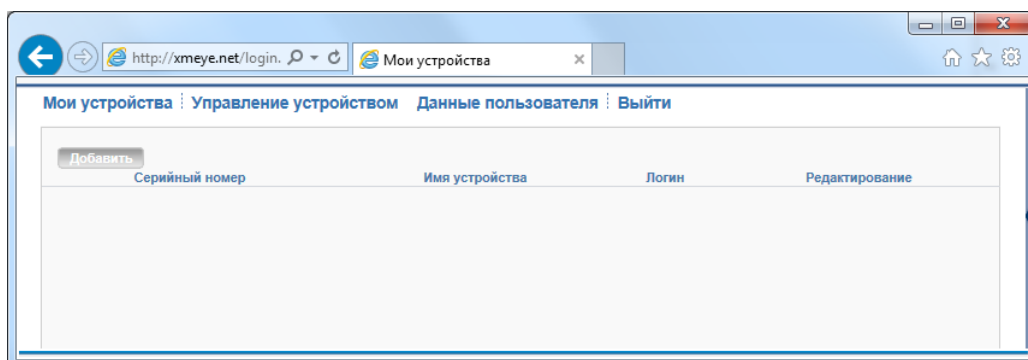 http://xmeye.net/login. Мои устройства
Мои устройства Управление устройством Данные пользователя Выйти
Добавить
Серийный номер Имя устройства Логин Редактирование